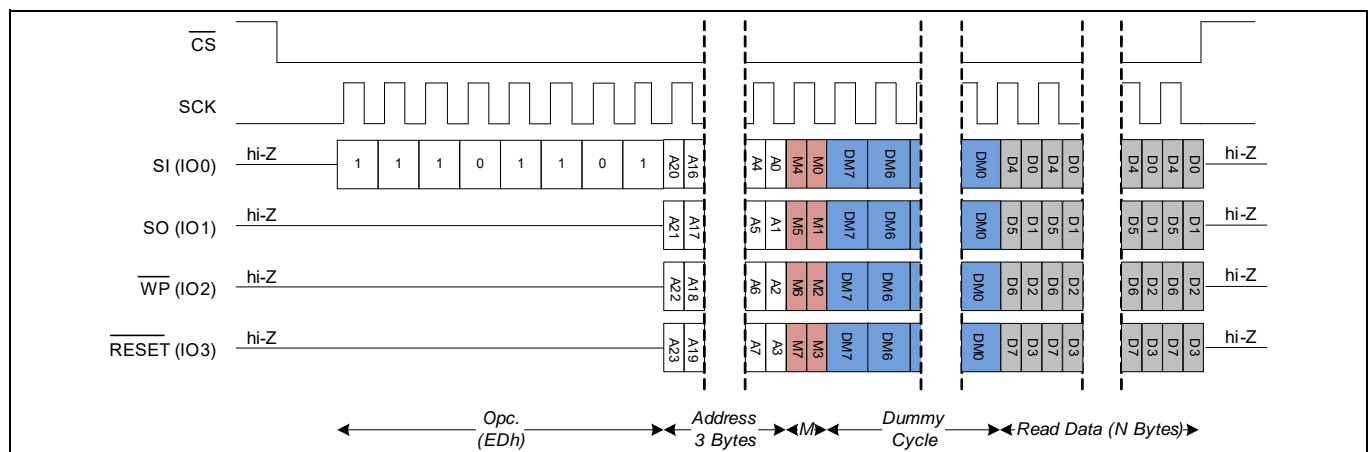 CS
SCK
SI (IO0) hi-Z 1 1 1 0 1 1 0 1 A20 A16 A4 A0 M4 M0 DM7 DM6 DM0 D4 D0 D4 D0 D4 D0 D4 D0 hi-Z
SO (IO1) hi-Z A21 A17 A5 A1 M5 M1 DM7 DM6 DM0 D5 D1 D5 D1 D5 D1 D5 D1 hi-Z
WP (IO2) hi-Z A22 A18 A6 A2 M6 M2 DM7 DM6 DM0 D6 D2 D6 D2 D6 D2 D6 D2 hi-Z
RESET (IO3) hi-Z A23 A19 A7 A3 M7 M3 DM7 DM6 DM0 D7 D3 D7 D3 D7 D3 D7 D3 hi-Z
Opc. Address M Dummy Read Data (N Bytes)
(EDh) 3 Bytes Cycle